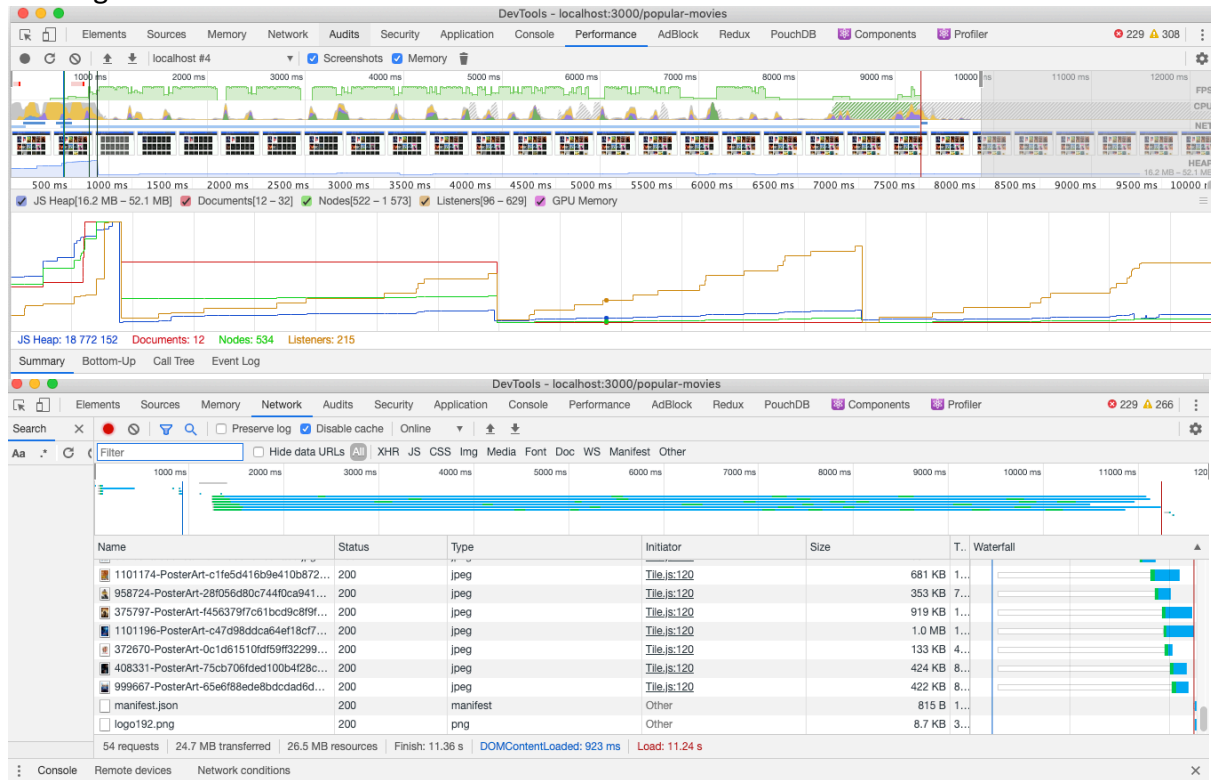 DevTools - localhost:3000/popular-movies
Elements Sources Memory Network Audits Security Application Console Performance AdBlock Redux PouchDB Components Profiler 229 308
localhost #4 Screenshots Memory
1000 ms 2000 ms 3000 ms 4000 ms 5000 ms 6000 ms 7000 ms 8000 ms 9000 ms 10000 ms 11000 ms 12000 ms
FPS
CPU
NET
HEAP
16.2 MB – 52.1 MB
500 ms 1000 ms 1500 ms 2000 ms 2500 ms 3000 ms 3500 ms 4000 ms 4500 ms 5000 ms 5500 ms 6000 ms 6500 ms 7000 ms 7500 ms 8000 ms 8500 ms 9000 ms 9500 ms 10000
JS Heap[16.2 MB – 52.1 MB] Documents[12 – 32] Nodes[522 – 1 573] Listeners[96 – 629] GPU Memory
JS Heap: 18 772 152 Documents: 12 Nodes: 534 Listeners: 215
Summary Bottom-Up Call Tree Event Log
DevTools - localhost:3000/popular-movies
Elements Sources Memory Network Audits Security Application Console Performance AdBlock Redux PouchDB Components Profiler 229 266
Search Preserve log Disable cache Online
Aa .* Filter Hide data URLs All XHR JS CSS Img Media Font Doc WS Manifest Other
1000 ms 2000 ms 3000 ms 4000 ms 5000 ms 6000 ms 7000 ms 8000 ms 9000 ms 10000 ms 11000 ms 120
Name Status Type Initiator Size T.. Waterfall
1101174-PosterArt-c1fe5d416b9e410b872... 200 jpeg Tile.js:120 681 KB 1...
958724-PosterArt-28f056d80c744f0ca941... 200 jpeg Tile.js:120 353 KB 7...
375797-PosterArt-f456379f7c61bcd9c8f9f... 200 jpeg Tile.js:120 919 KB 1...
1101196-PosterArt-c47d98ddca64ef18cf7... 200 jpeg Tile.js:120 1.0 MB 1...
372670-PosterArt-0c1d61510fdf59ff32299... 200 jpeg Tile.js:120 133 KB 4...
408331-PosterArt-75cb706fded100b4f28c... 200 jpeg Tile.js:120 424 KB 8...
999667-PosterArt-65e6f88ede8bdcdad6d... 200 jpeg Tile.js:120 422 KB 8...
manifest.json 200 manifest Other 815 B 1...
logo192.png 200 png Other 8.7 KB 3...
54 requests 24.7 MB transferred 26.5 MB resources Finish: 11.36 s DOMContentLoaded: 923 ms Load: 11.24 s
Console Remote devices Network conditions